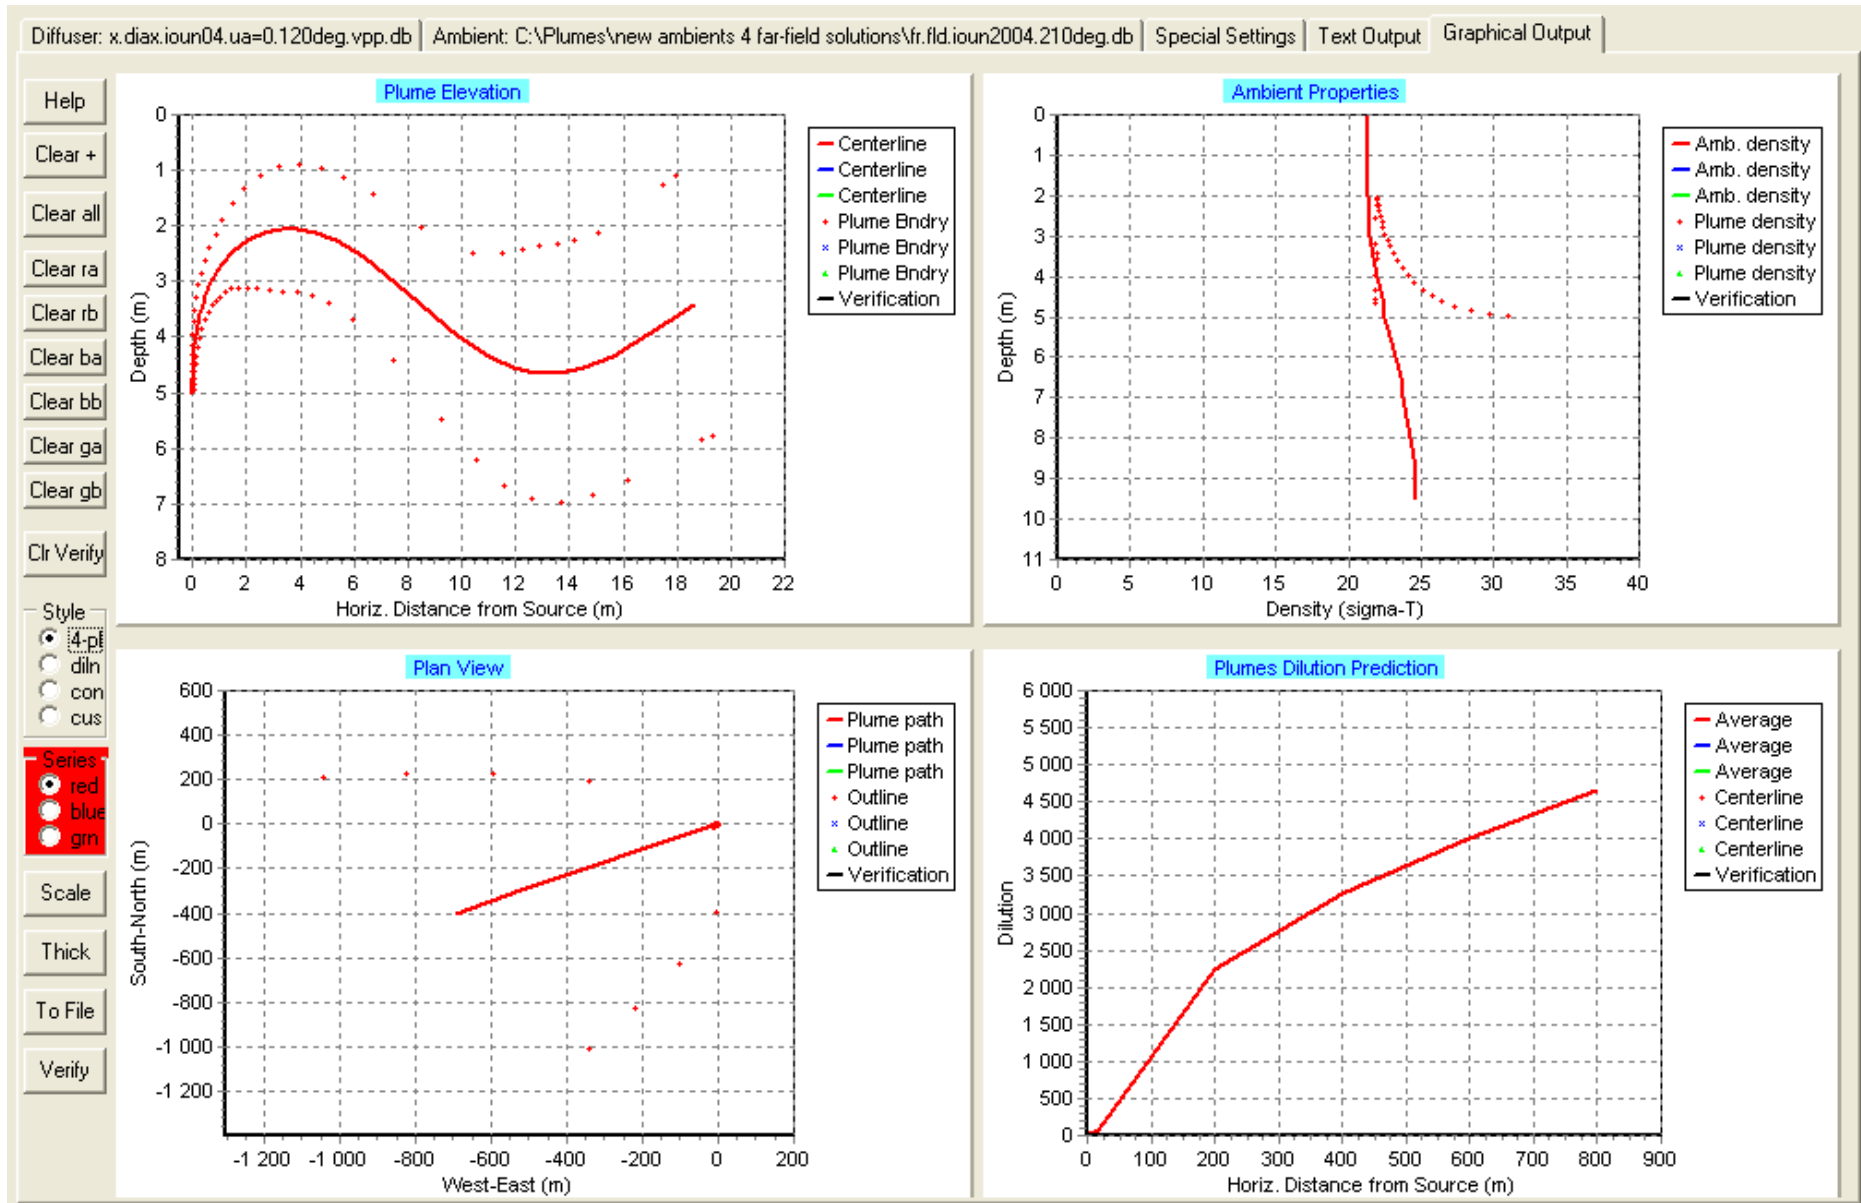 Diffuser: x.diax.ioun04.ua=0.120deg.vpp.db
Ambient: C:\Plumes\new ambients 4 far-field solutions\fr.fld.ioun2004.210deg.db
Special Settings
Text Output
Graphical Output
Help
Clear +
Clear all
Clear ra
Clear rb
Clear ba
Clear bb
Clear ga
Clear gb
Clr Verify
Style
4-pl
diln
con
cus
Series
red
blue
grn
Scale
Thick
To File
Verify
Plume Elevation
0
1
2
3
4
5
6
7
8
Depth (m)
0 2 4 6 8 10 12 14 16 18 20 22
Horiz. Distance from Source (m)
Centerline
Centerline
Centerline
Plume Bndry
Plume Bndry
Plume Bndry
Verification
Ambient Properties
0
1
2
3
4
5
6
7
8
9
10
11
Depth (m)
0 5 10 15 20 25 30 35 40
Density (sigma-T)
Amb. density
Amb. density
Amb. density
Plume density
Plume density
Plume density
Verification
Plan View
600
400
200
0
-200
-400
-600
-800
-1 000
-1 200
South-North (m)
-1 200 -1 000 -800 -600 -400 -200 0 200
West-East (m)
Plume path
Plume path
Plume path
Outline
Outline
Outline
Verification
Plumes Dilution Prediction
6 000
5 500
5 000
4 500
4 000
3 500
3 000
2 500
2 000
1 500
1 000
500
0
Dilution
0 100 200 300 400 500 600 700 800 900
Horiz. Distance from Source (m)
Average
Average
Average
Centerline
Centerline
Centerline
Verification